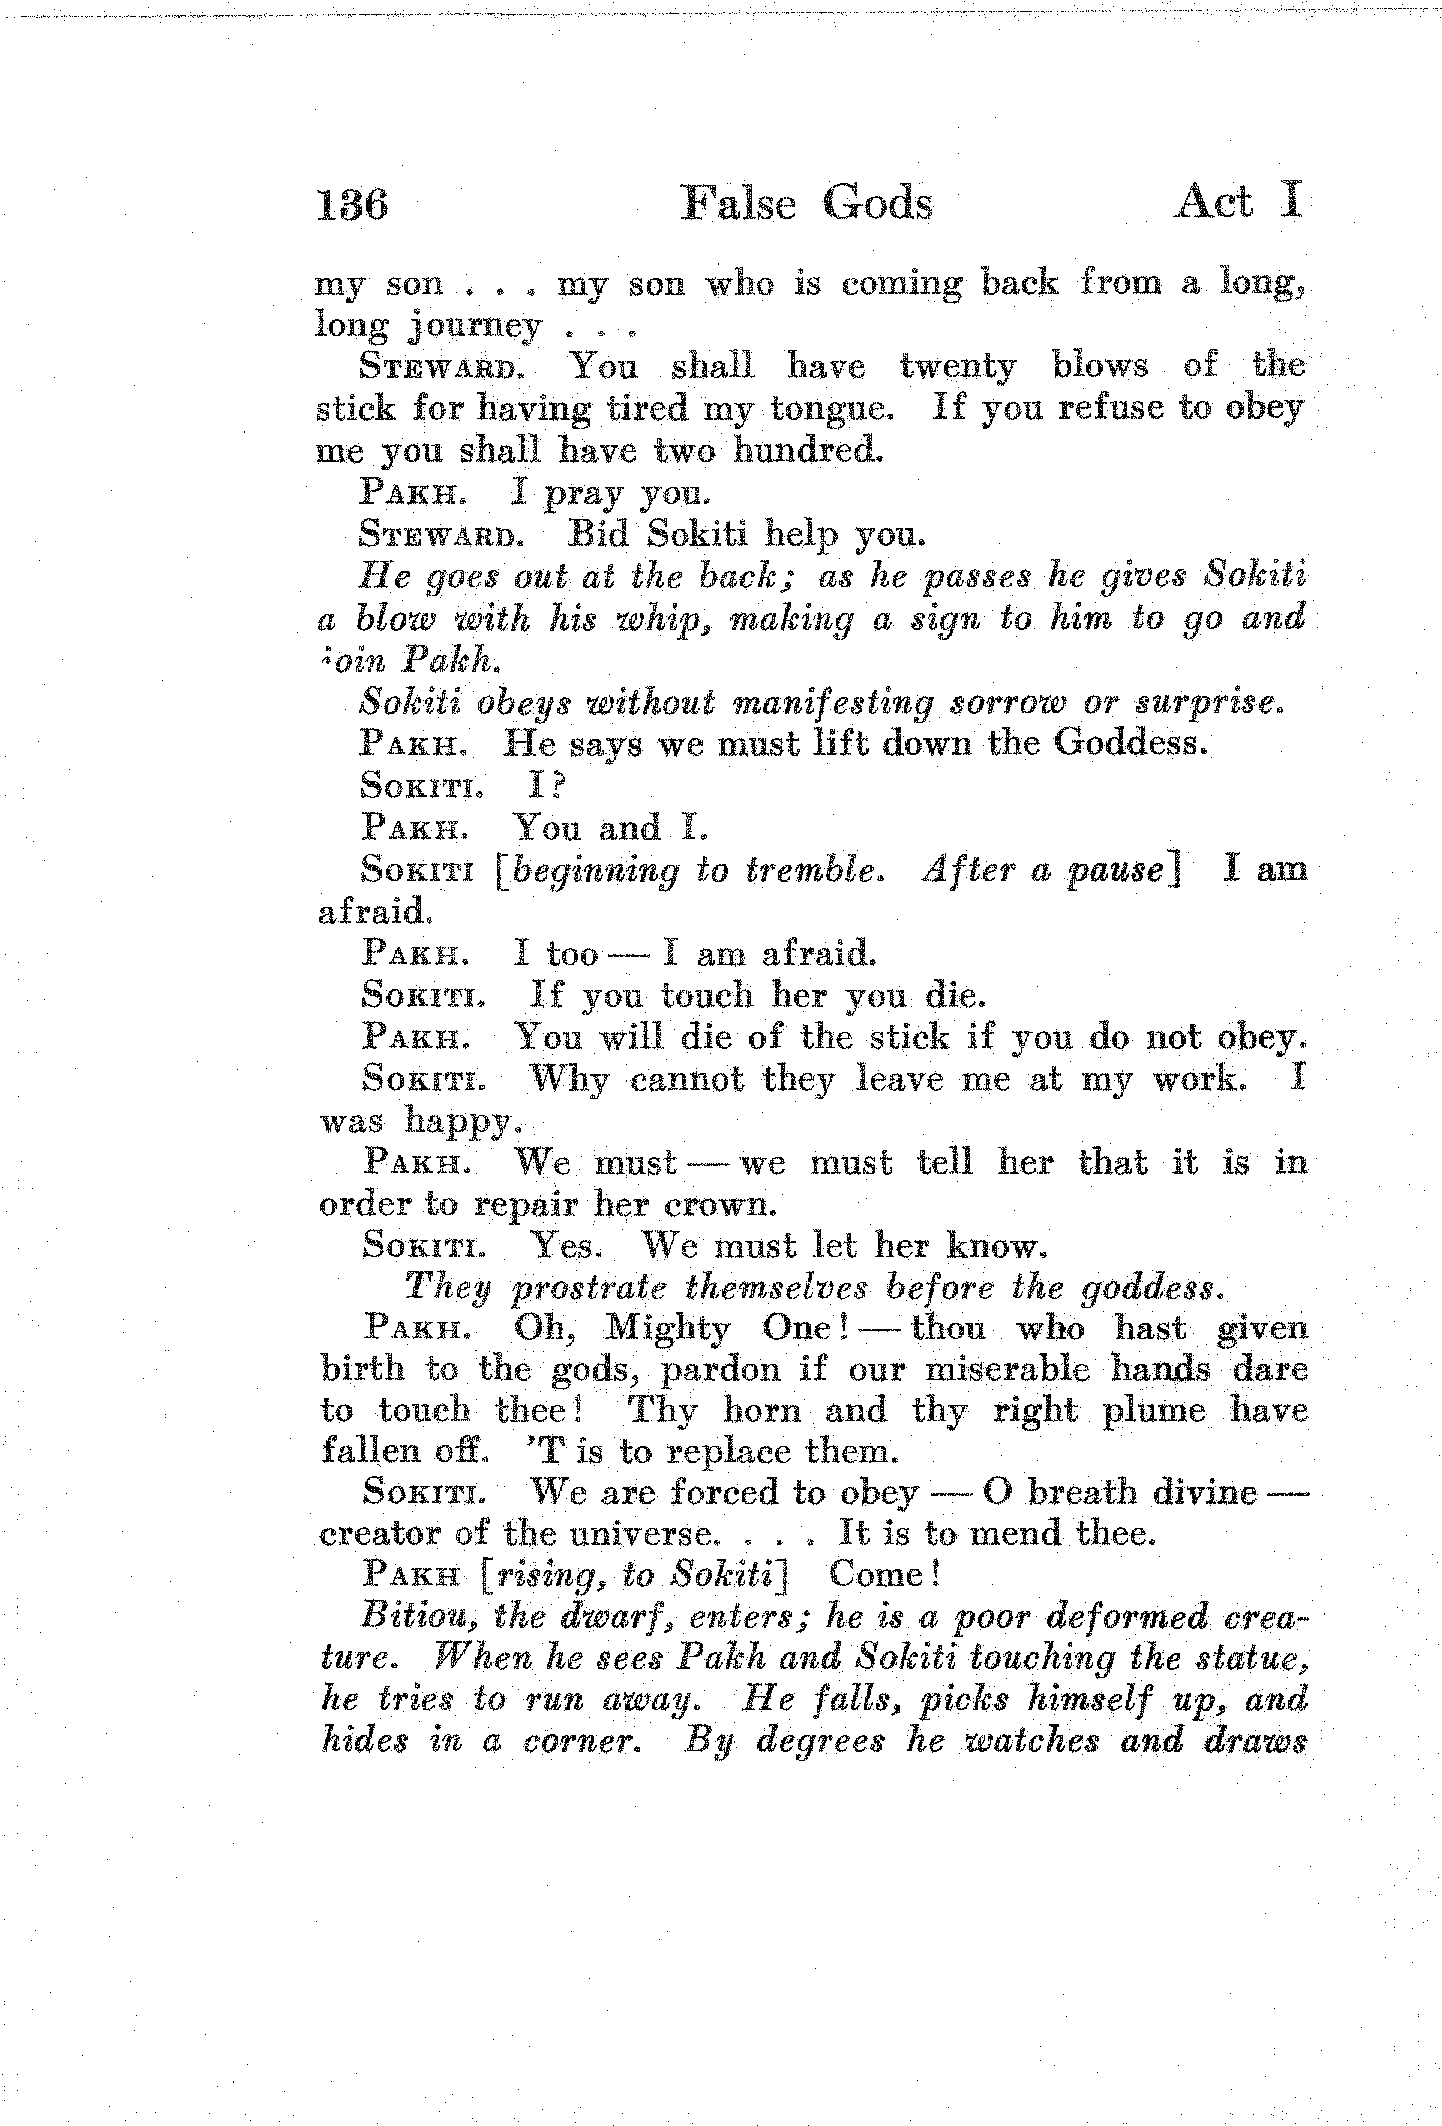 136 False Gods Act I
my son . . . my son who is coming back from a long,
long journey . . .
STEWARD. You shall have twenty blows of the
stick for having tired my tongue. If you refuse to obey
me you shall have two hundred.
PAKH. I pray you.
STEWARD. Bid Sokiti help you.
He goes out at the back; as he passes he gives Sokiti
a blow with his whip, making a sign to him to go and
join Pakh.
Sokiti obeys without manifesting sorrow or surprise.
PAKH. He says we must lift down the Goddess.
SOKITI. I?
PAKH. You and I.
SOKITI [beginning to tremble. After a pause] I am
afraid.
PAKH. I too — I am afraid.
SOKITI. If you touch her you die.
PAKH. You will die of the stick if you do not obey.
SOKITI. Why cannot they leave me at my work. I
was happy.
PAKH. We must — we must tell her that it is in
order to repair her crown.
SOKITI. Yes. We must let her know.
They prostrate themselves before the goddess.
PAKH. Oh, Mighty One! — thou who hast given
birth to the gods, pardon if our miserable hands dare
to touch thee! Thy horn and thy right plume have
fallen off. 'T is to replace them.
SOKITI. We are forced to obey — O breath divine —
creator of the universe. . . . It is to mend thee.
PAKH [rising, to Sokiti] Come!
Bitiou, the dwarf, enters; he is a poor deformed crea-
ture. When he sees Pakh and Sokiti touching the statue,
he tries to run away. He falls, picks himself up, and
hides in a corner. By degrees he watches and draws